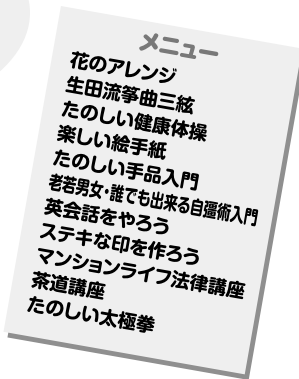 メニュー
花のアレンジ
生田流筝曲三絃
たのしい健康体操
楽しい絵手紙
たのしい手品入門
老若男女・誰でも出来る自彊術入門
英会話をやろう
ステキな印を作ろう
マンションライフ法律講座
茶道講座
たのしい太極拳